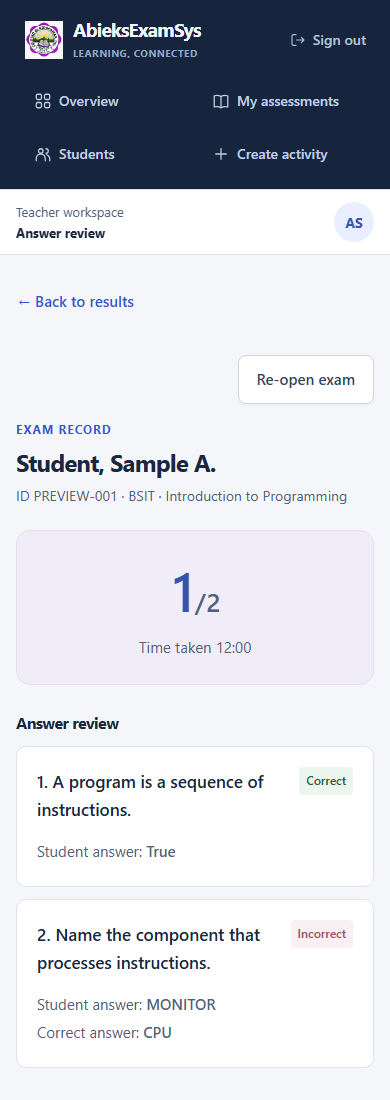 AbieksExamSys
LEARNING, CONNECTED
Sign out
Overview
My assessments
Students
Create activity
Teacher workspace
Answer review
AS
← Back to results
Re-open exam
EXAM RECORD
Student, Sample A.
ID PREVIEW-001 · BSIT · Introduction to Programming
1/2
Time taken 12:00
Answer review
1. A program is a sequence of
instructions.
Correct
Student answer: True
2. Name the component that
processes instructions.
Incorrect
Student answer: MONITOR
Correct answer: CPU